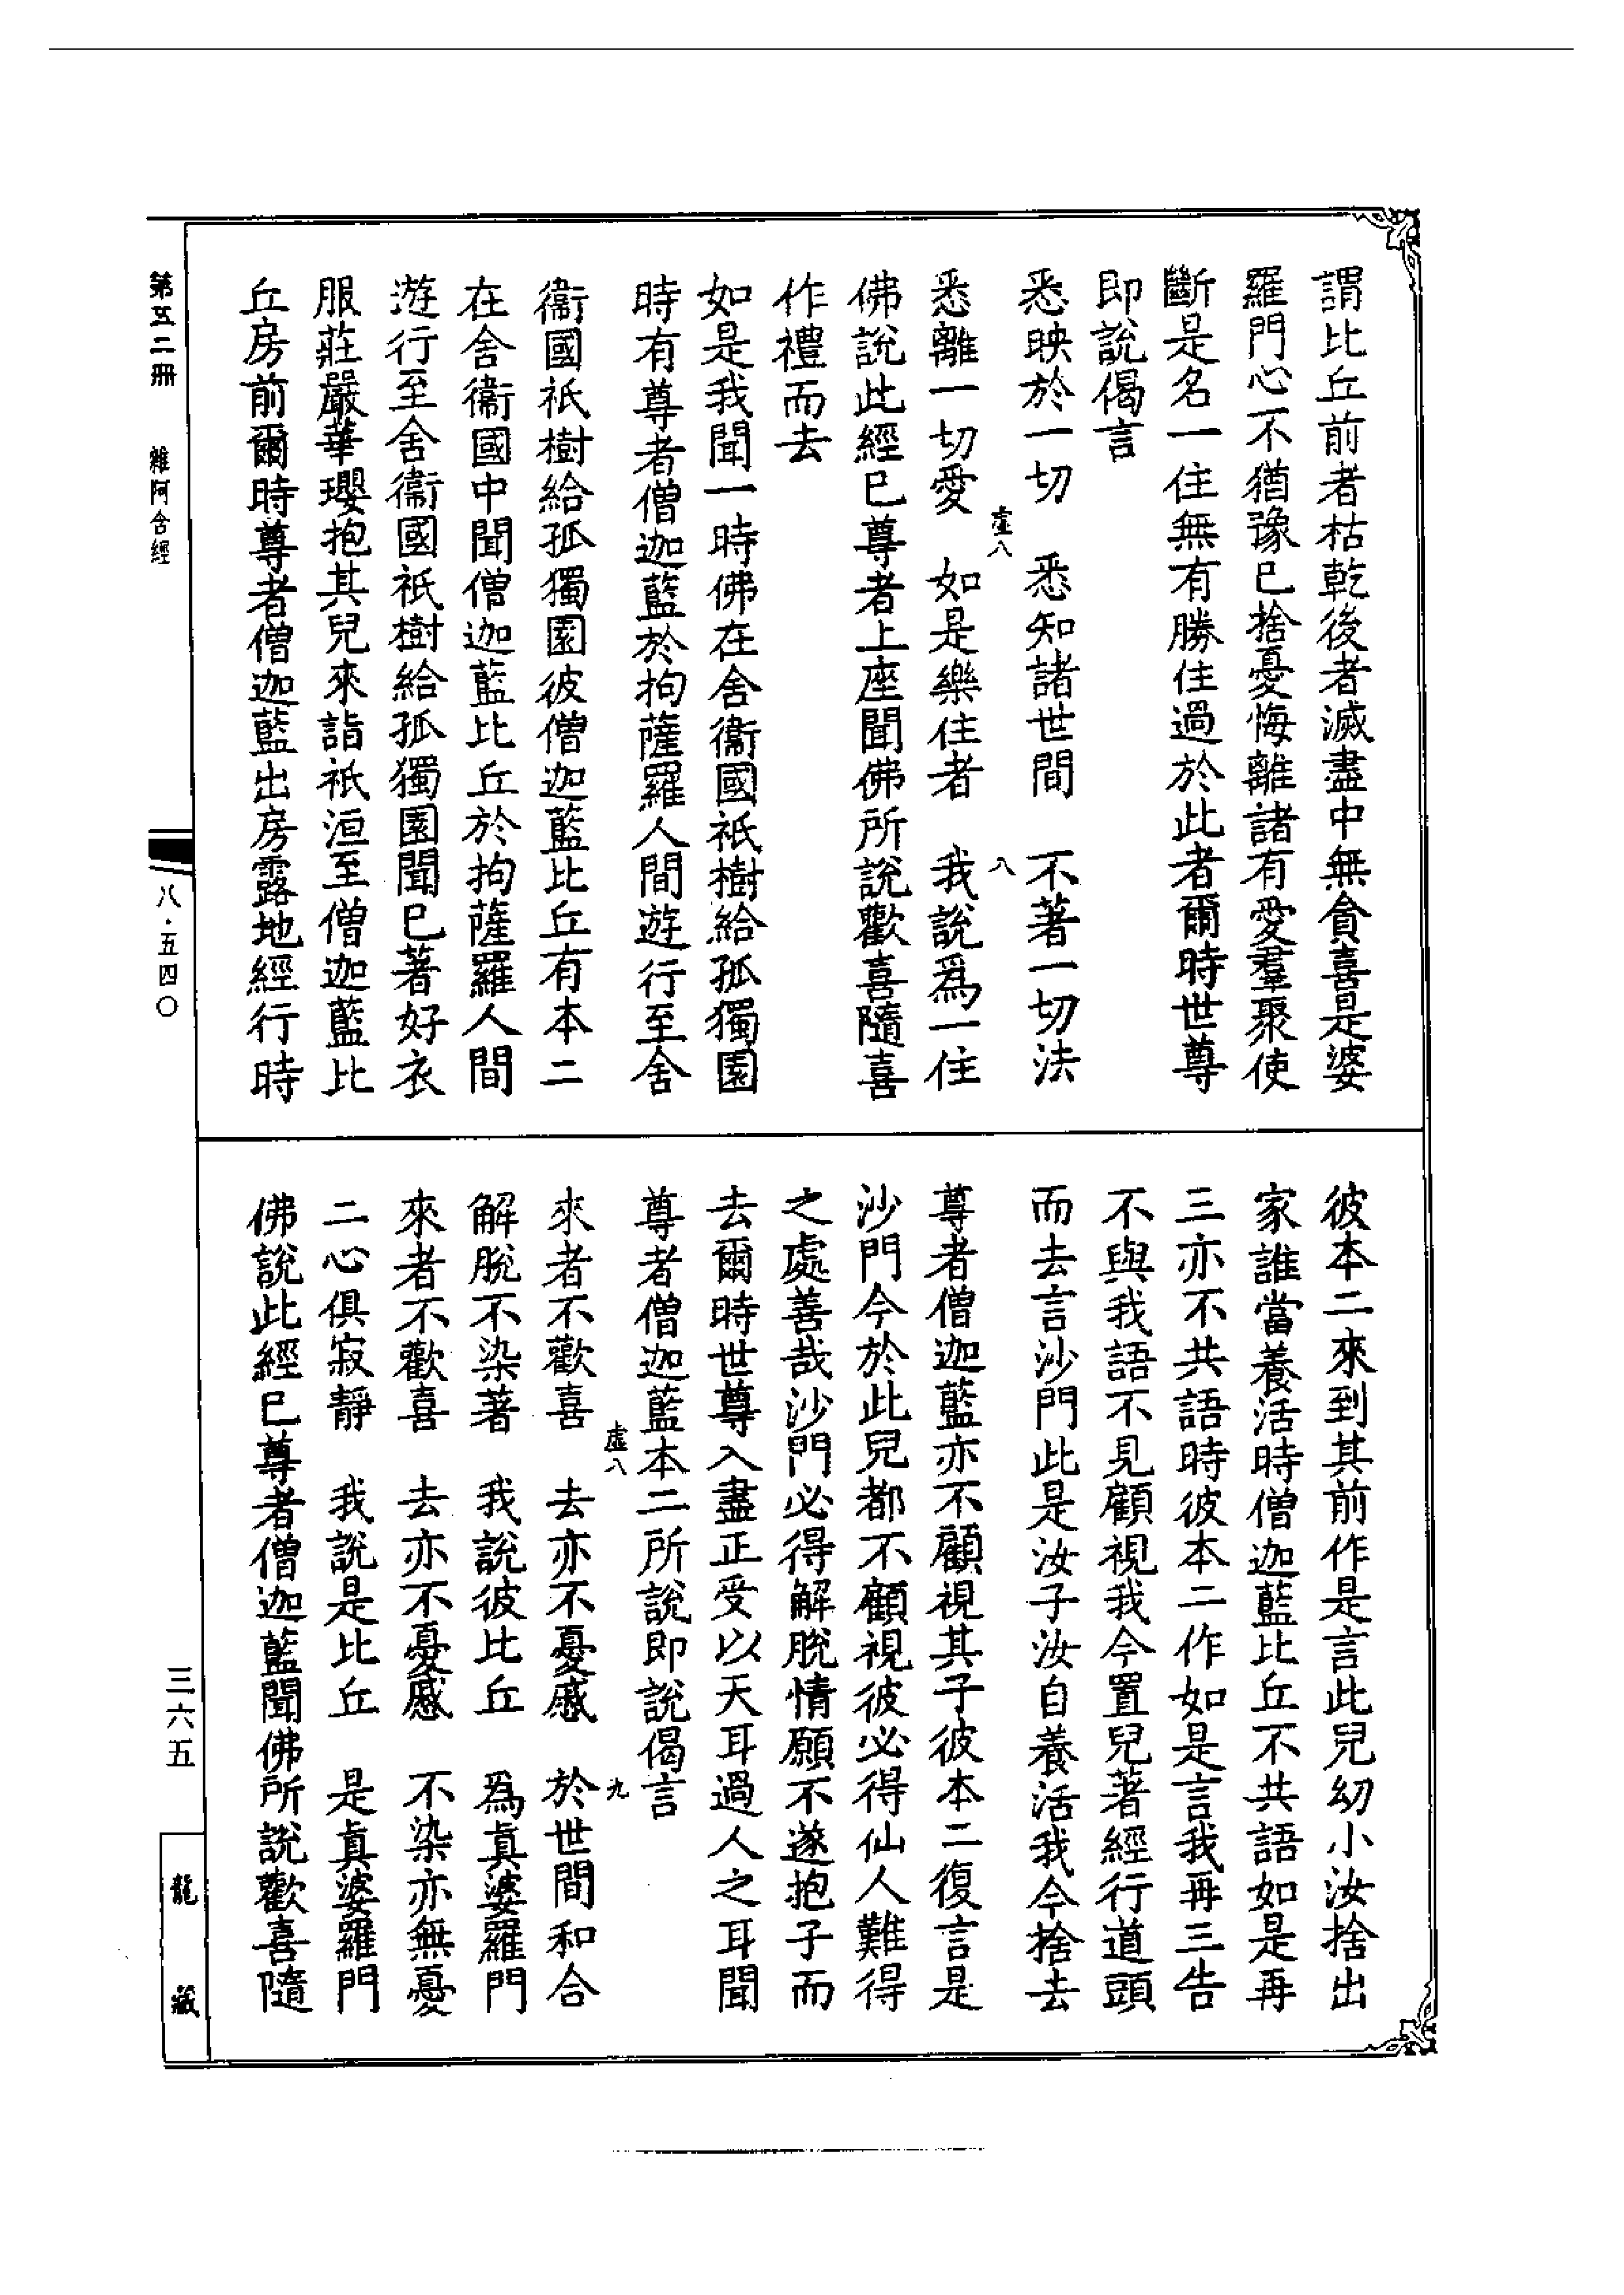 謂比丘前者枯乾後者滅盡中無貪喜是婆
羅門心不猶豫已捨憂悔離諸有愛羣聚使
斷是名一住無有勝住過於此者爾時世尊
即說偈言
悉映於一切　悉知諸世間　不著一切法
虛八　八
悉離一切愛　如是樂住者　我說為一住
佛說此經已尊者上座聞佛所說歡喜隨喜
作禮而去
如是我聞一時佛在舍衞國祇樹給孤獨園
時有尊者僧迦藍於拘薩羅人間遊行至舍
衞國祇樹給孤獨園彼僧迦藍比丘有本二
在舍衞國中聞僧迦藍比丘於拘薩羅人間
遊行至舍衞國祇樹給孤獨園聞已著好衣
服莊嚴華瓔抱其兒來詣祇洹至僧迦藍比
丘房前爾時尊者僧迦藍出房露地經行時
彼本二來到其前作是言此兒幼小汝捨出
家誰當養活時僧迦藍比丘不共語如是再
三亦不共語時彼本二作如是言我再三告
不與我語不見顧視我今置兒著經行道頭
而去言沙門此是汝子汝自養活我今捨去
尊者僧迦藍亦不顧視其子彼本二復言是
沙門今於此兒都不顧視彼必得仙人難得
之處善哉沙門必得解脫情願不遂抱子而
去爾時世尊入晝正受以天耳過人之耳聞
尊者僧迦藍本二所說即說偈言
虛八　九
來者不歡喜　去亦不憂慼　於世間和合
解脫不染著　我說彼比丘　為眞婆羅門
來者不歡喜　去亦不憂慼　不染亦無憂
二心俱寂靜　我說是比丘　是眞婆羅門
佛說此經已尊者僧迦藍聞佛所說歡喜隨
第五二冊　雜阿含經
八・五四〇
三六五
龍藏